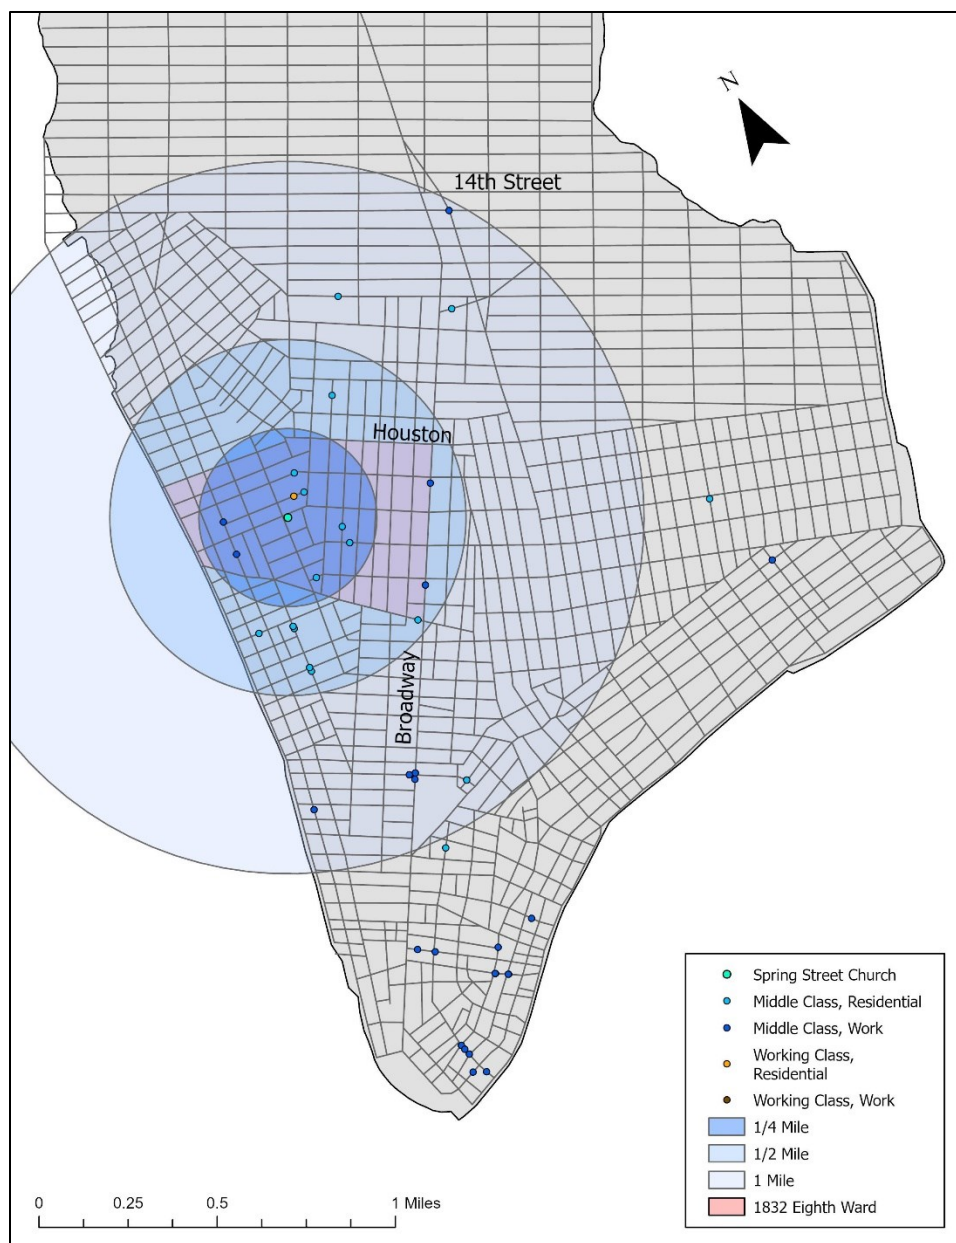 N
14th Street
Houston
Broadway
Spring Street Church
Middle Class, Residential
Middle Class, Work
Working Class,
Residential
Working Class, Work
1/4 Mile
1/2 Mile
1 Mile
1832 Eighth Ward
0 0.25 0.5 1 Miles